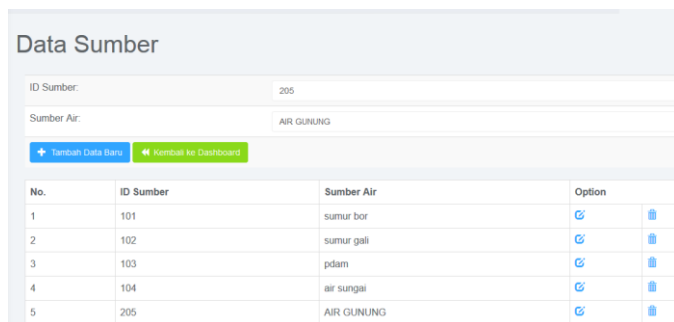 Data Sumber
ID Sumber: 205
Sumber Air: AIR GUNUNG
Tambah Data Baru Kembali ke Dashboard
No. ID Sumber Sumber Air Option
1 101 sumur bor
2 102 sumur gali
3 103 pdam
4 104 air sungai
5 205 AIR GUNUNG